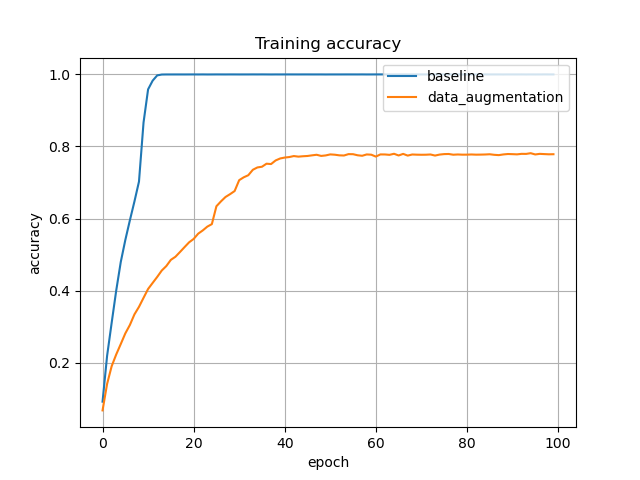 Training accuracy
1.0
0.8
0.6
0.4
0.2
accuracy
baseline
data_augmentation
0 20 40 60 80 100
epoch